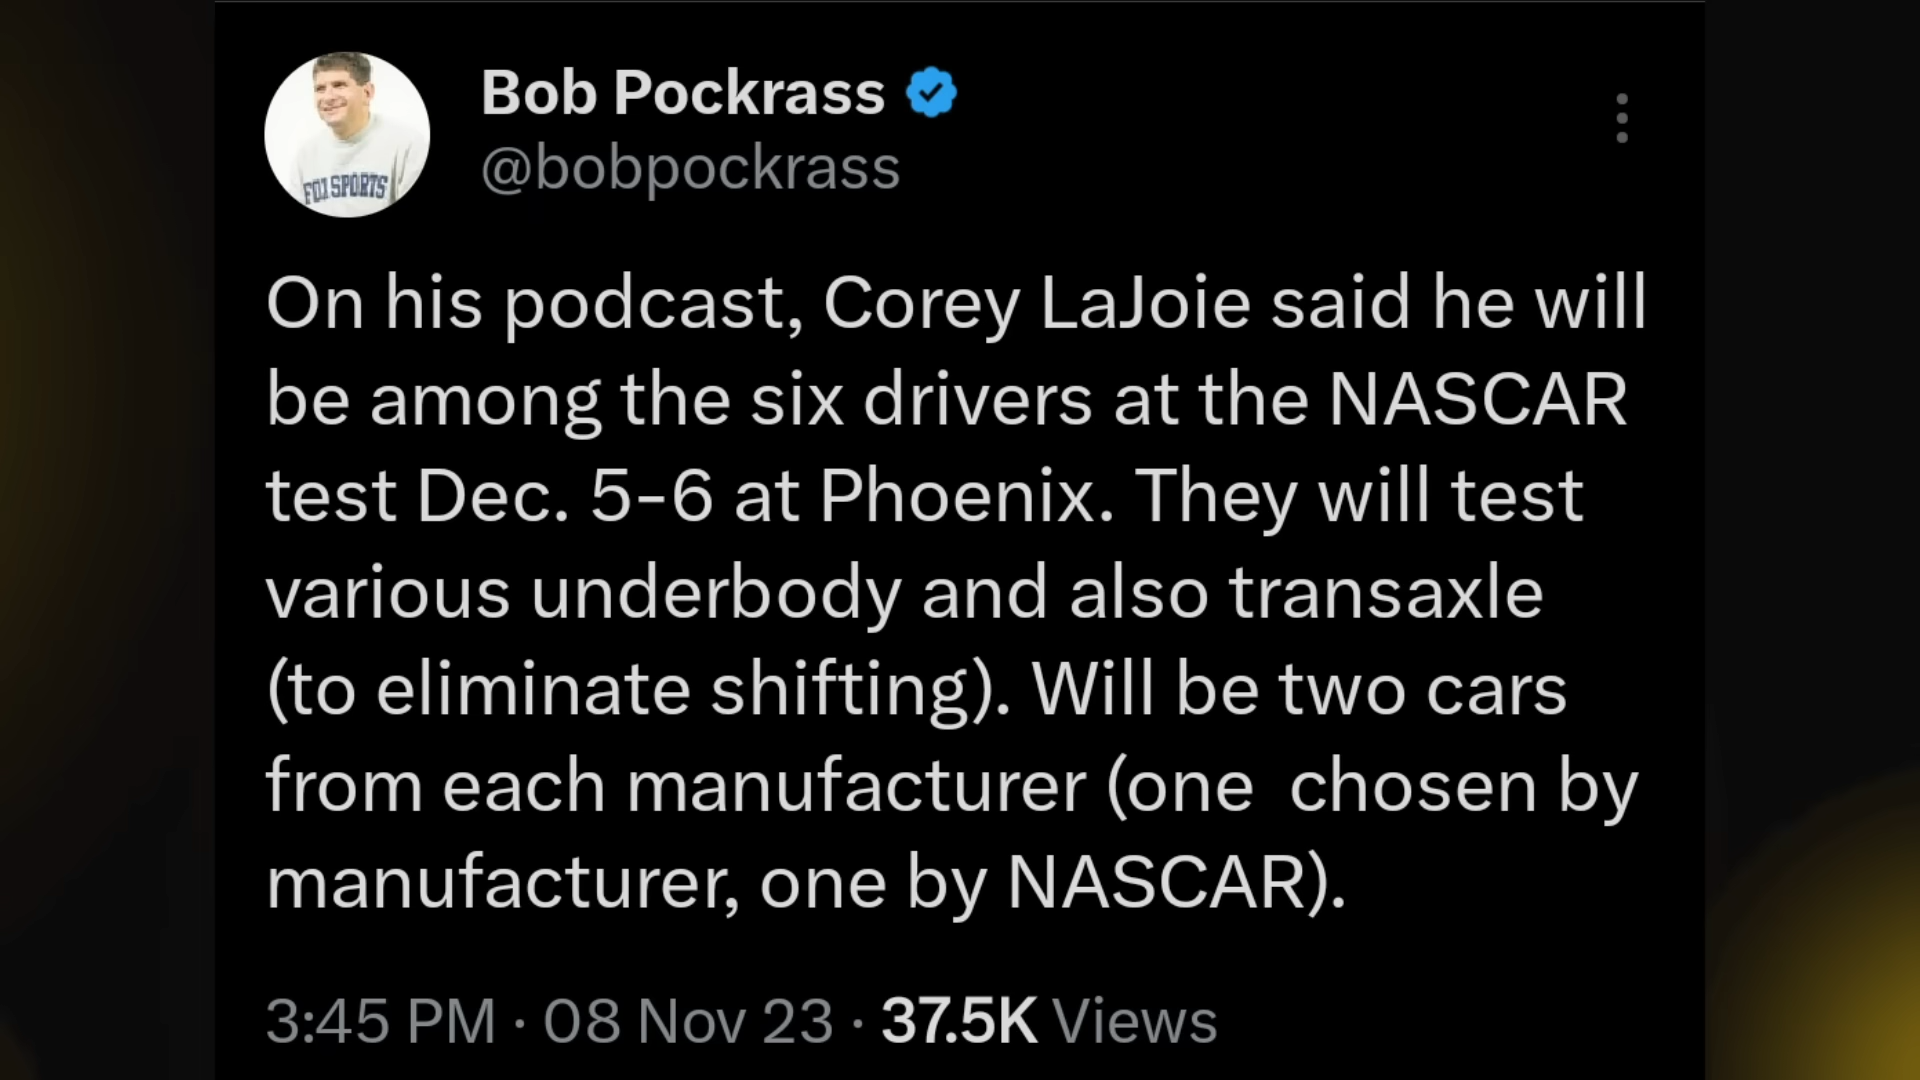 Bob Pockrass
@bobpockrass
FOX SPORTS
On his podcast, Corey LaJoie said he will
be among the six drivers at the NASCAR
test Dec. 5-6 at Phoenix. They will test
various underbody and also transaxle
(to eliminate shifting). Will be two cars
from each manufacturer (one  chosen by
manufacturer, one by NASCAR).
3:45 PM · 08 Nov 23 · 37.5K Views